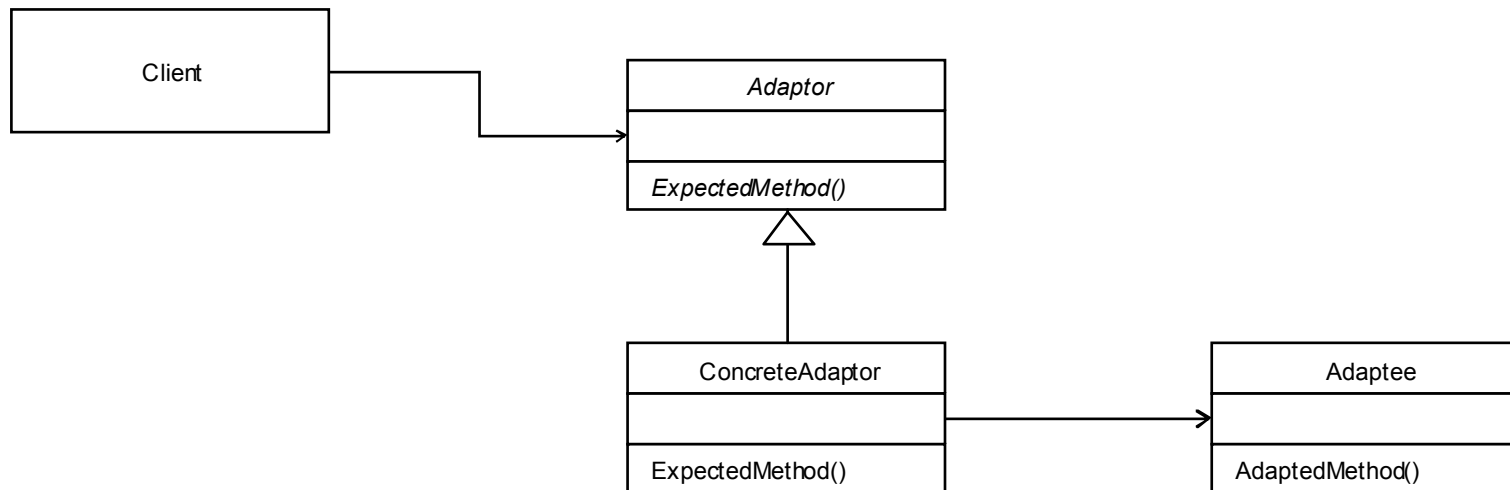 Client
Adaptor
ExpectedMethod()
ConcreteAdaptor
Adaptee
ExpectedMethod()
AdaptedMethod()